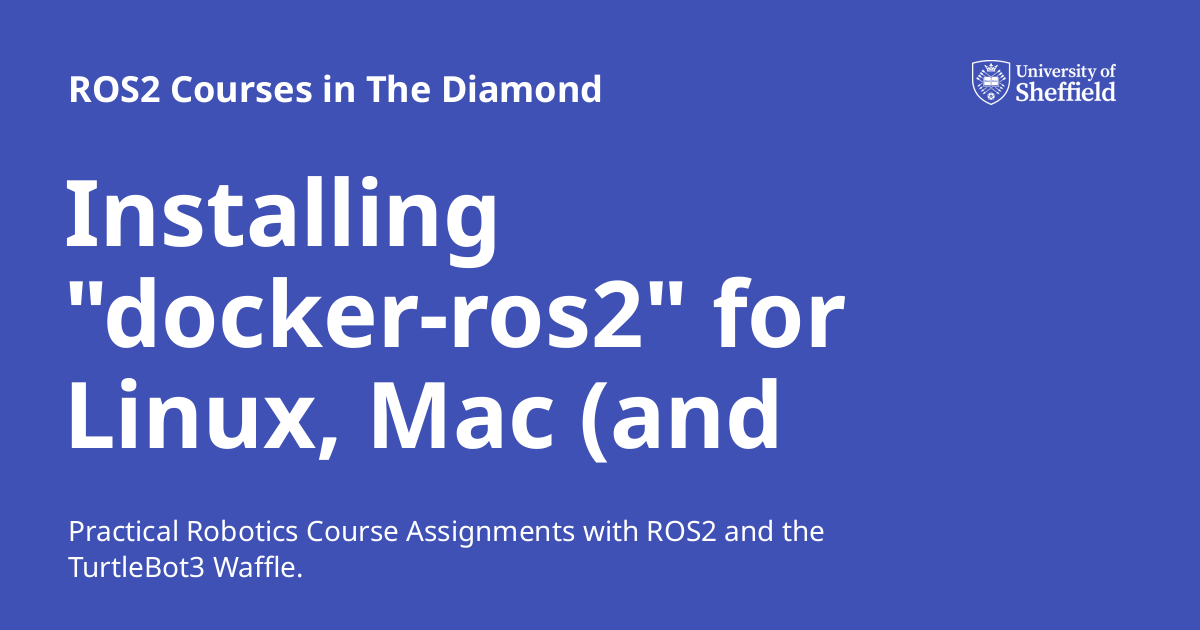 ROS2 Courses in The Diamond
University of
Sheffield
Installing
"docker-ros2" for
Linux, Mac (and
Practical Robotics Course Assignments with ROS2 and the
TurtleBot3 Waffle.